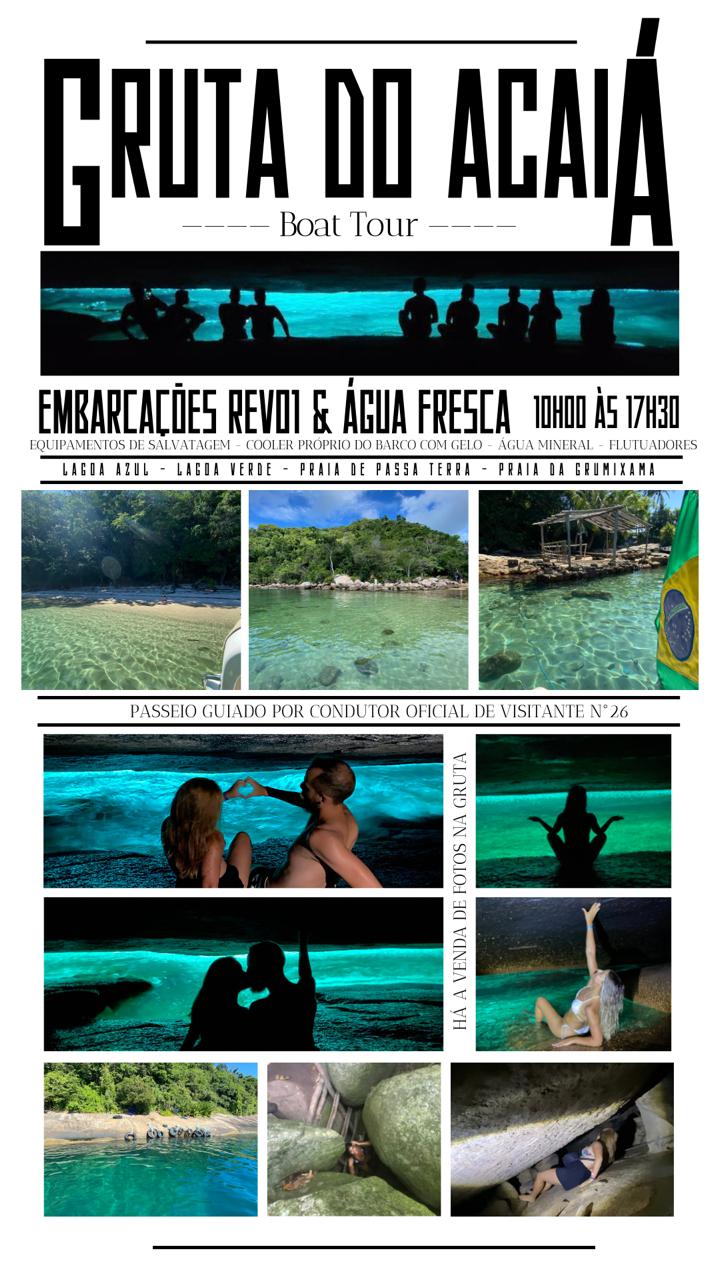 GRUTA DO ACAIÁ
---- Boat Tour ----
EMBARCAÇÕES REV01 & ÁGUA FRESCA 10H00 ÀS 17H30
EQUIPAMENTOS DE SALVATAGEM - COOLER PRÓPRIO DO BARCO COM GELO - ÁGUA MINERAL - FLUTUADORES
LAGOA AZUL - LAGOA VERDE - PRAIA DE PASSA TERRA - PRAIA DA GRUMIXAMA
PASSEIO GUIADO POR CONDUTOR OFICIAL DE VISITANTE N°26
HÁ A VENDA DE FOTOS NA GRUTA